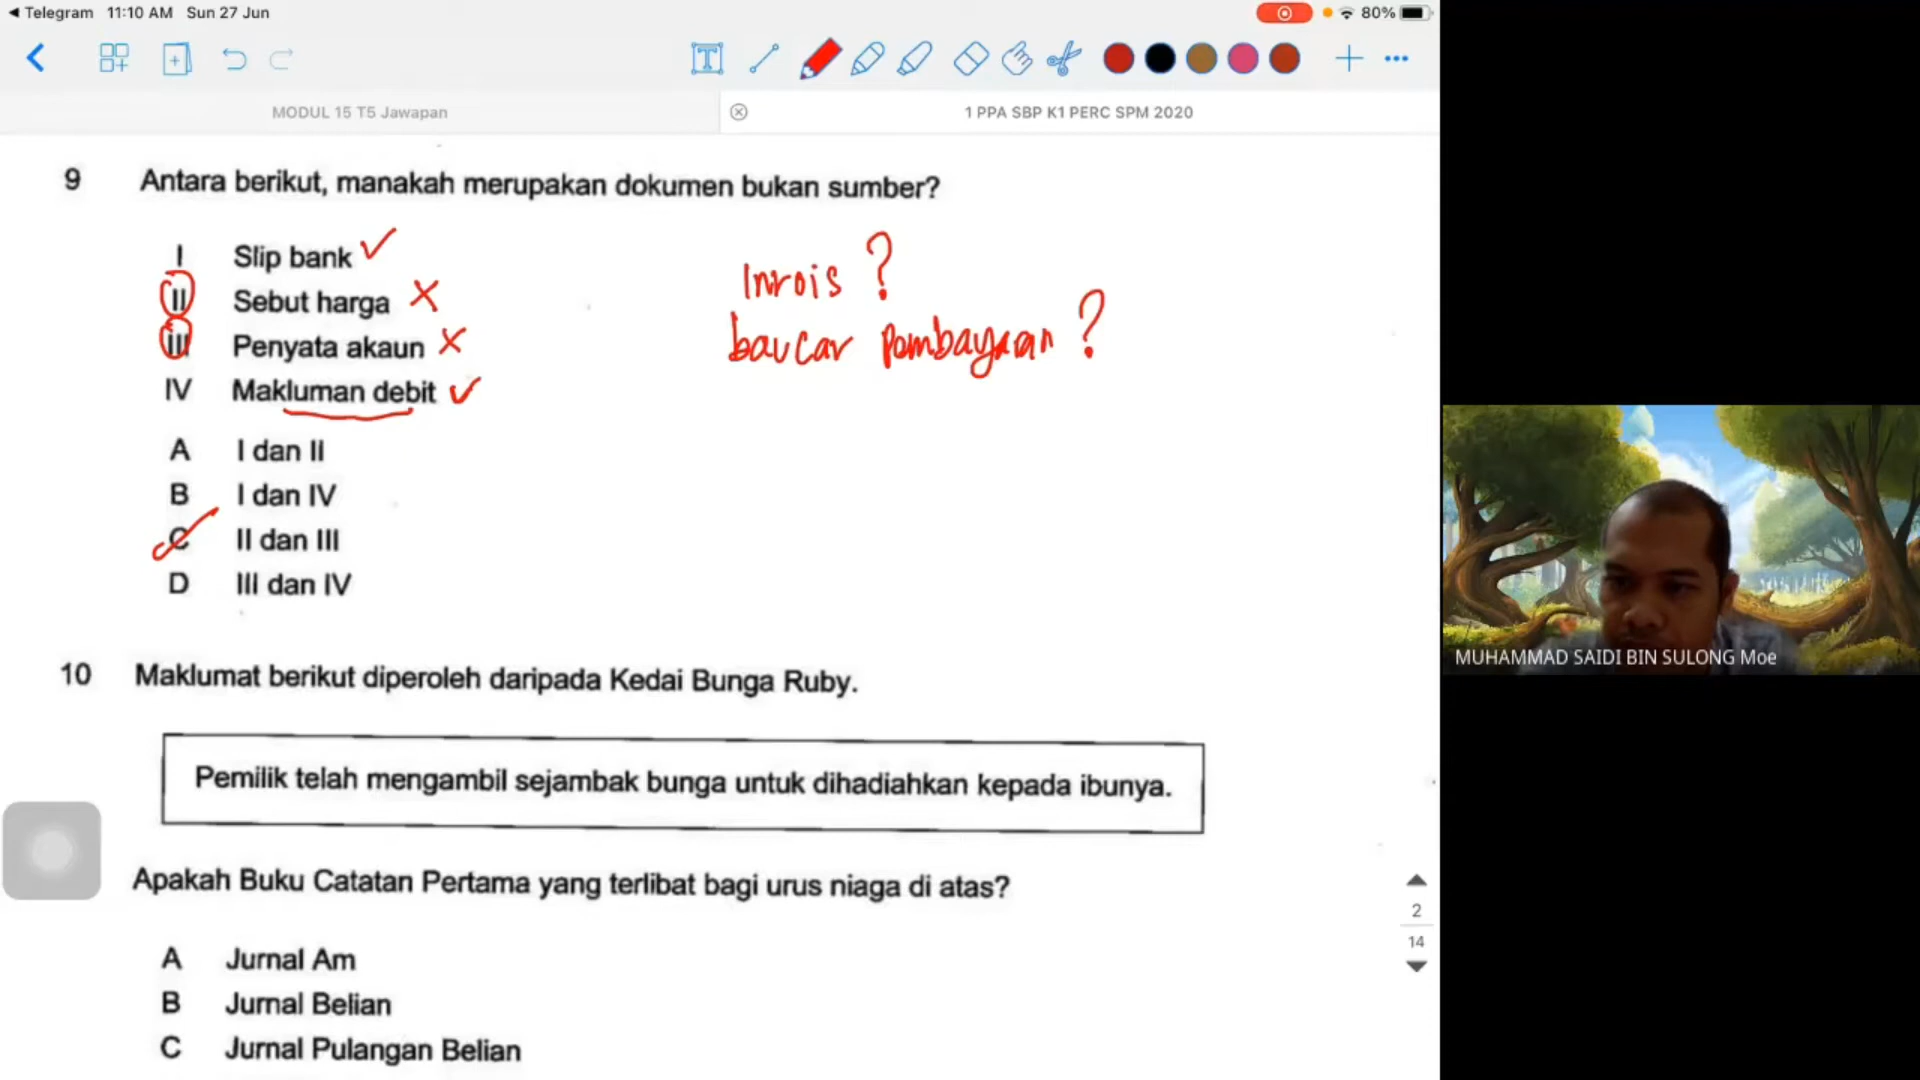 Telegram 11:10 AM Sun 27 Jun
80%
MODUL 15 T5 Jawapan
1 PPA SBP K1 PERC SPM 2020
9 Antara berikut, manakah merupakan dokumen bukan sumber?
I Slip bank
II Sebut harga
III Penyata akaun
IV Makluman debit
Invois ?
baucar pembayaran ?
A I dan II
B I dan IV
C II dan III
D III dan IV
10 Maklumat berikut diperoleh daripada Kedai Bunga Ruby.
Pemilik telah mengambil sejambak bunga untuk dihadiahkan kepada ibunya.
Apakah Buku Catatan Pertama yang terlibat bagi urus niaga di atas?
A Jurnal Am
B Jurnal Belian
C Jurnal Pulangan Belian
2
14
MUHAMMAD SAIDI BIN SULONG Moe